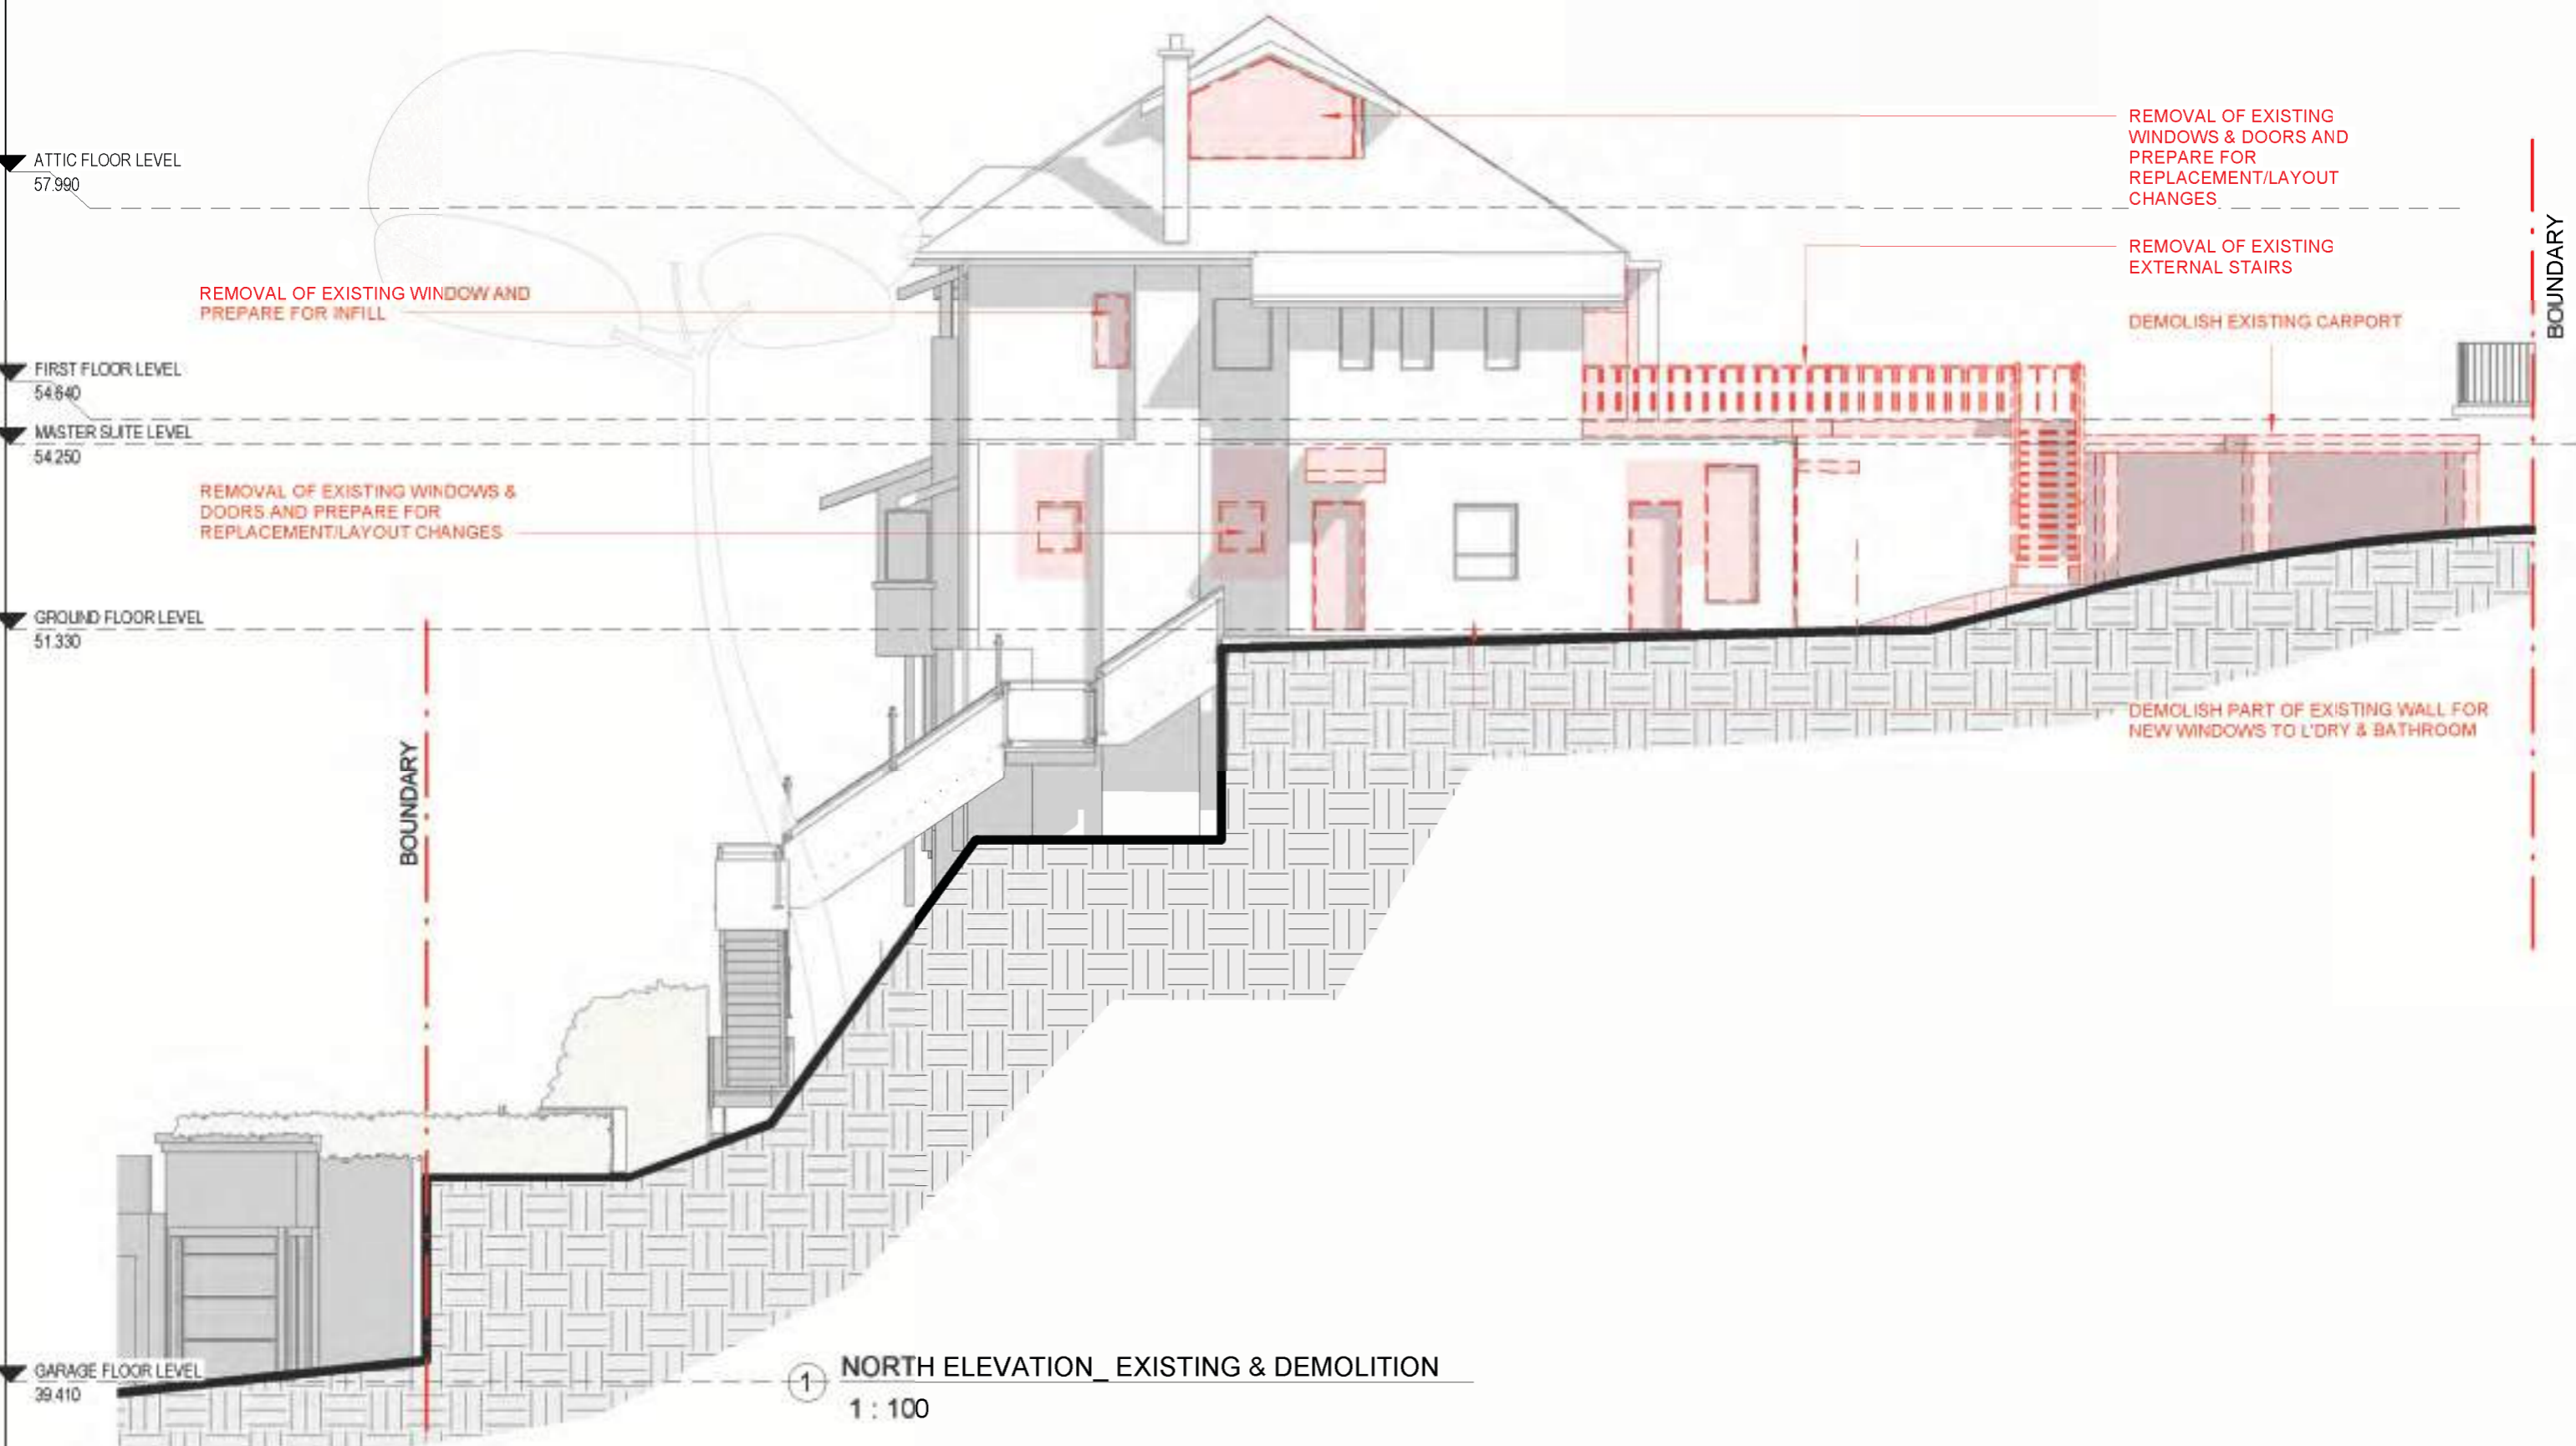 ATTIC FLOOR LEVEL
57.990
REMOVAL OF EXISTING WINDOW AND
PREPARE FOR INFILL
FIRST FLOOR LEVEL
54.640
MASTER SUITE LEVEL
54.250
REMOVAL OF EXISTING WINDOWS &
DOORS AND PREPARE FOR
REPLACEMENT/LAYOUT CHANGES
GROUND FLOOR LEVEL
51.330
BOUNDARY
GARAGE FLOOR LEVEL
39.410
REMOVAL OF EXISTING
WINDOWS & DOORS AND
PREPARE FOR
REPLACEMENT/LAYOUT
CHANGES
REMOVAL OF EXISTING
EXTERNAL STAIRS
DEMOLISH EXISTING CARPORT
BOUNDARY
DEMOLISH PART OF EXISTING WALL FOR
NEW WINDOWS TO L'DRY & BATHROOM
1
NORTH ELEVATION_ EXISTING & DEMOLITION
1 : 100